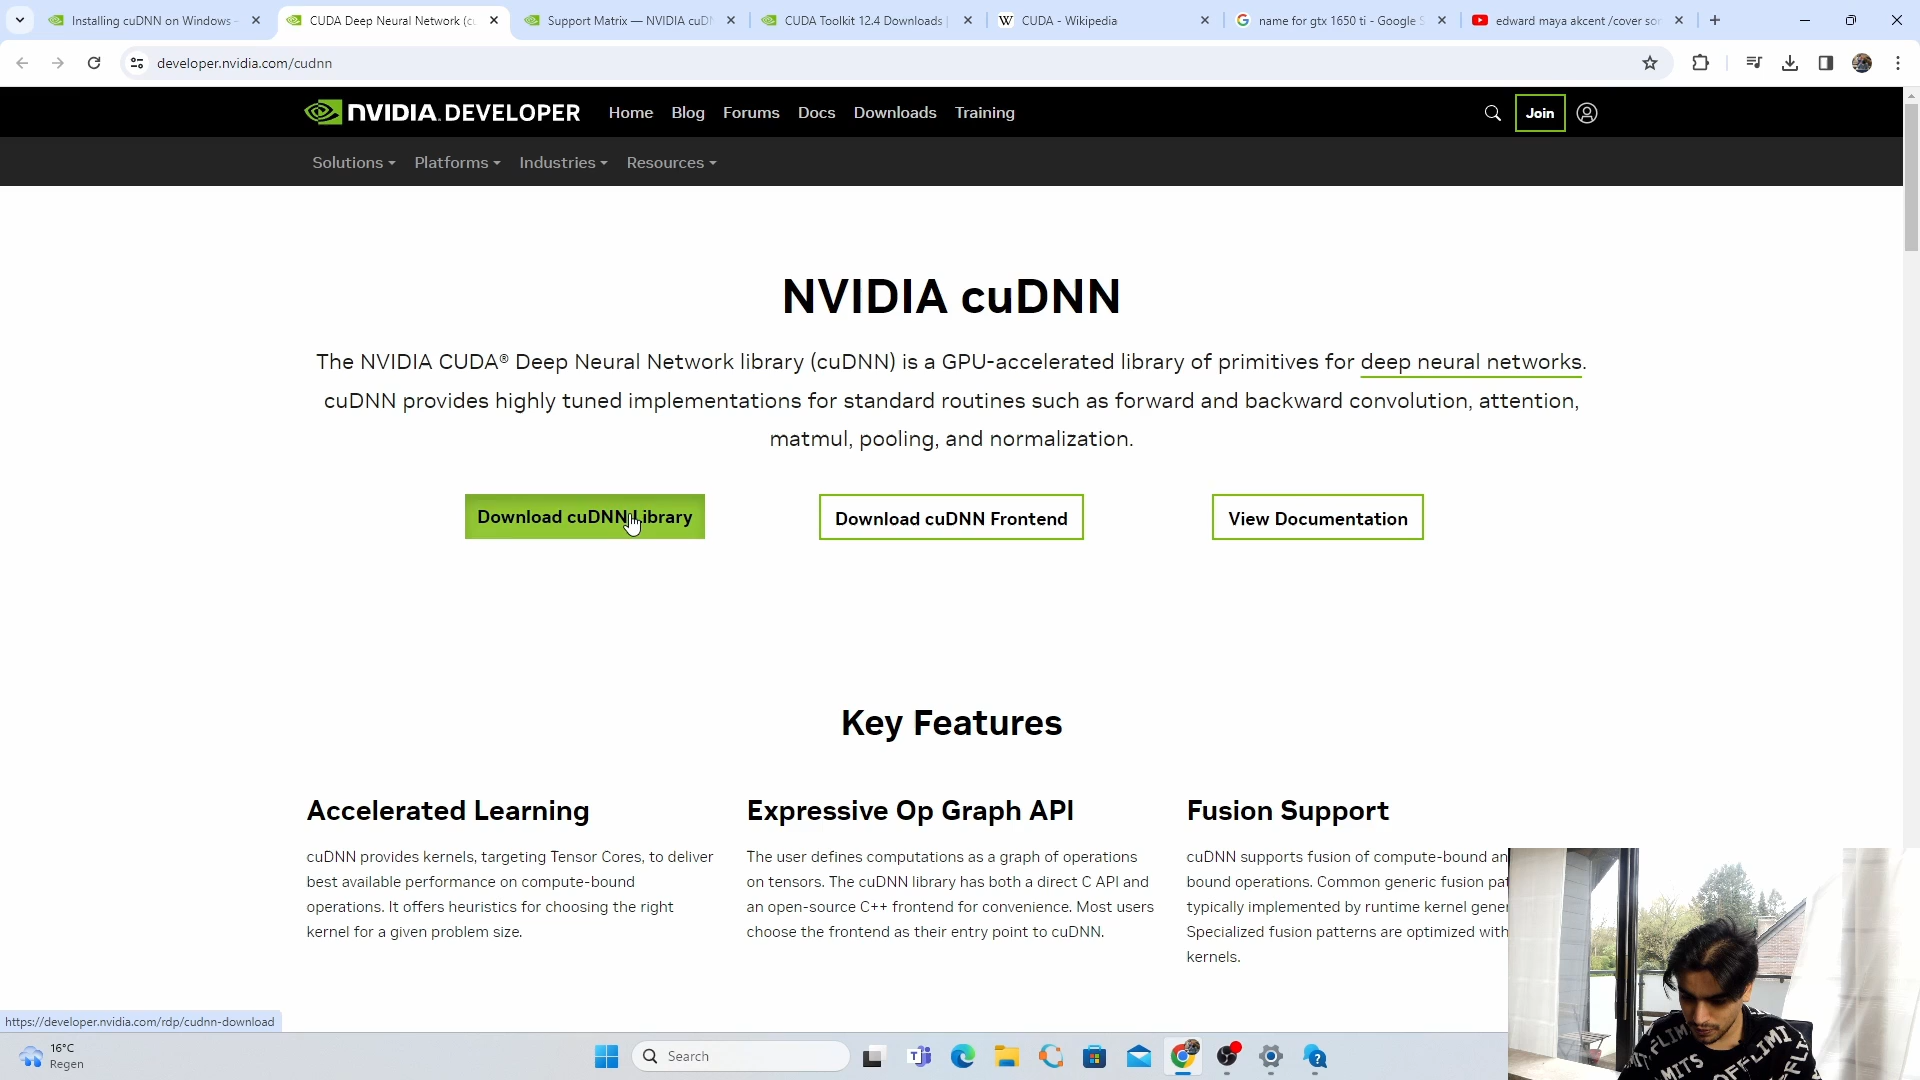 Installing cuDNN on Windows -
CUDA Deep Neural Network (cu
Support Matrix — NVIDIA cuDN
CUDA Toolkit 12.4 Downloads |
CUDA - Wikipedia
name for gtx 1650 ti - Google S
edward maya akcent /cover son
developer.nvidia.com/cudnn
NVIDIA. DEVELOPER
Home
Blog
Forums
Docs
Downloads
Training
Join
Solutions
Platforms
Industries
Resources
NVIDIA cuDNN
The NVIDIA CUDA® Deep Neural Network library (cuDNN) is a GPU-accelerated library of primitives for deep neural networks.
cuDNN provides highly tuned implementations for standard routines such as forward and backward convolution, attention,
matmul, pooling, and normalization.
Download cuDNN Library
Download cuDNN Frontend
View Documentation
Key Features
Accelerated Learning
cuDNN provides kernels, targeting Tensor Cores, to deliver
best available performance on compute-bound
operations. It offers heuristics for choosing the right
kernel for a given problem size.
Expressive Op Graph API
The user defines computations as a graph of operations
on tensors. The cuDNN library has both a direct C API and
an open-source C++ frontend for convenience. Most users
choose the frontend as their entry point to cuDNN.
Fusion Support
cuDNN supports fusion of compute-bound an
bound operations. Common generic fusion pat
typically implemented by runtime kernel gener
Specialized fusion patterns are optimized with
kernels.
https://developer.nvidia.com/rdp/cudnn-download
16°C
Regen
Search
LIMITS
OFFLIMI